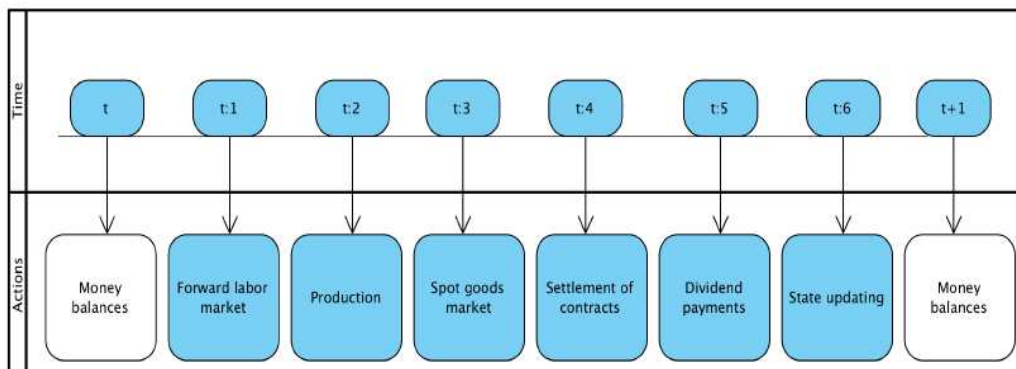 Time
t
t:1
t:2
t:3
t:4
t:5
t:6
t+1
Actions
Money
balances
Forward labor
market
Production
Spot goods
market
Settlement of
contracts
Dividend
payments
State updating
Money
balances